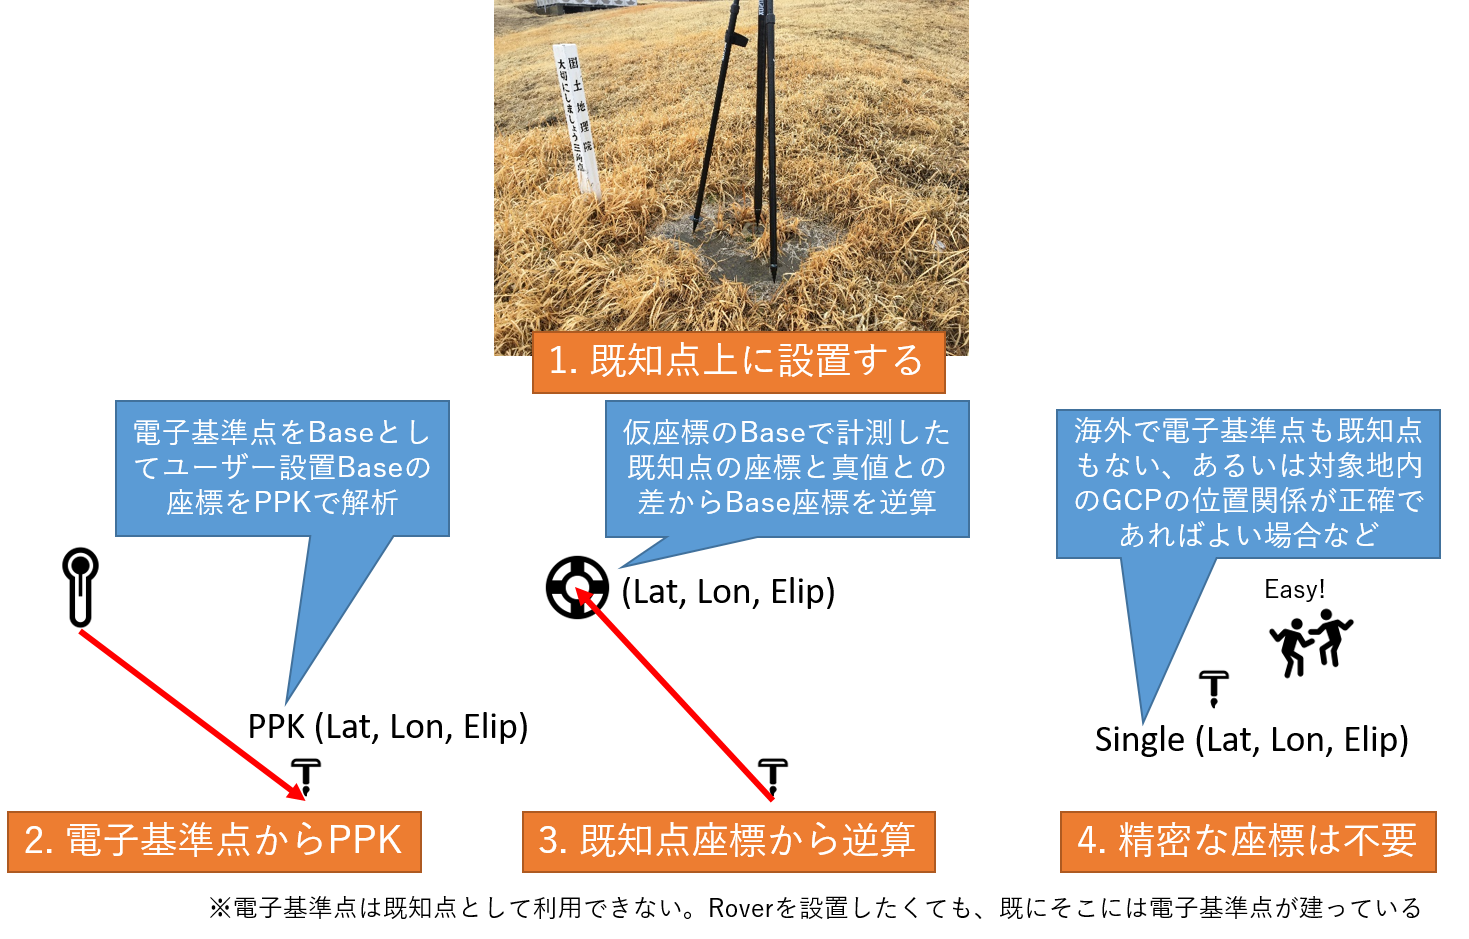 国土地理院
大切にしましょう三角点
1. 既知点上に設置する
電子基準点をBaseとし
てユーザー設置Baseの
座標をPPKで解析
仮座標のBaseで計測した
既知点の座標と真値との
差からBase座標を逆算
海外で電子基準点も既知点
もない、あるいは対象地内
のGCPの位置関係が正確で
あればよい場合など
(Lat, Lon, Elip)
Easy!
PPK (Lat, Lon, Elip)
Single (Lat, Lon, Elip)
2. 電子基準点からPPK
3. 既知点座標から逆算
4. 精密な座標は不要
※電子基準点は既知点として利用できない。Roverを設置したくても、既にそこには電子基準点が建っている